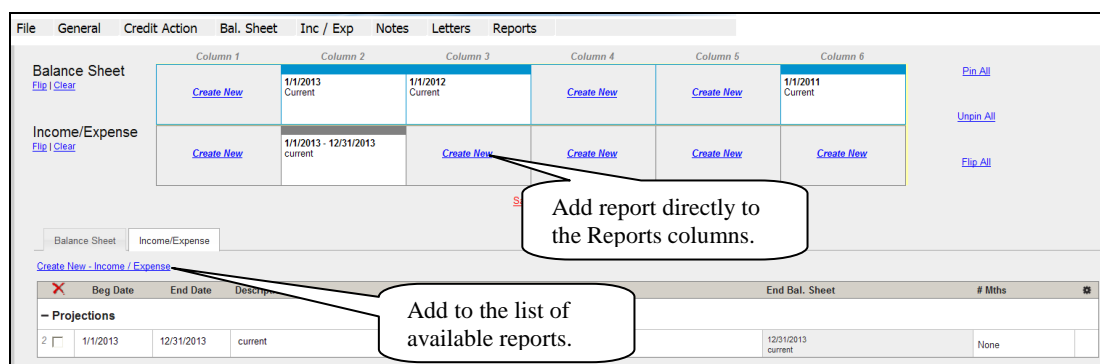 File General Credit Action Bal. Sheet Inc / Exp Notes Letters Reports
Column 1 Column 2 Column 3 Column 4 Column 5 Column 6
Balance Sheet
Flip | Clear
Create New
1/1/2013
Current
1/1/2012
Current
Create New
Create New
1/1/2011
Current
Pin All
Unpin All
Flip All
Income/Expense
Flip | Clear
Create New
1/1/2013 - 12/31/2013
current
Create New
Create New
Create New
Create New
Add report directly to
the Reports columns.
Balance Sheet Income/Expense
Create New - Income / Expense
Beg Date End Date End Bal. Sheet # Mths
Add to the list of
available reports.
– Projections
2 1/1/2013 12/31/2013 current 12/31/2013 None
current